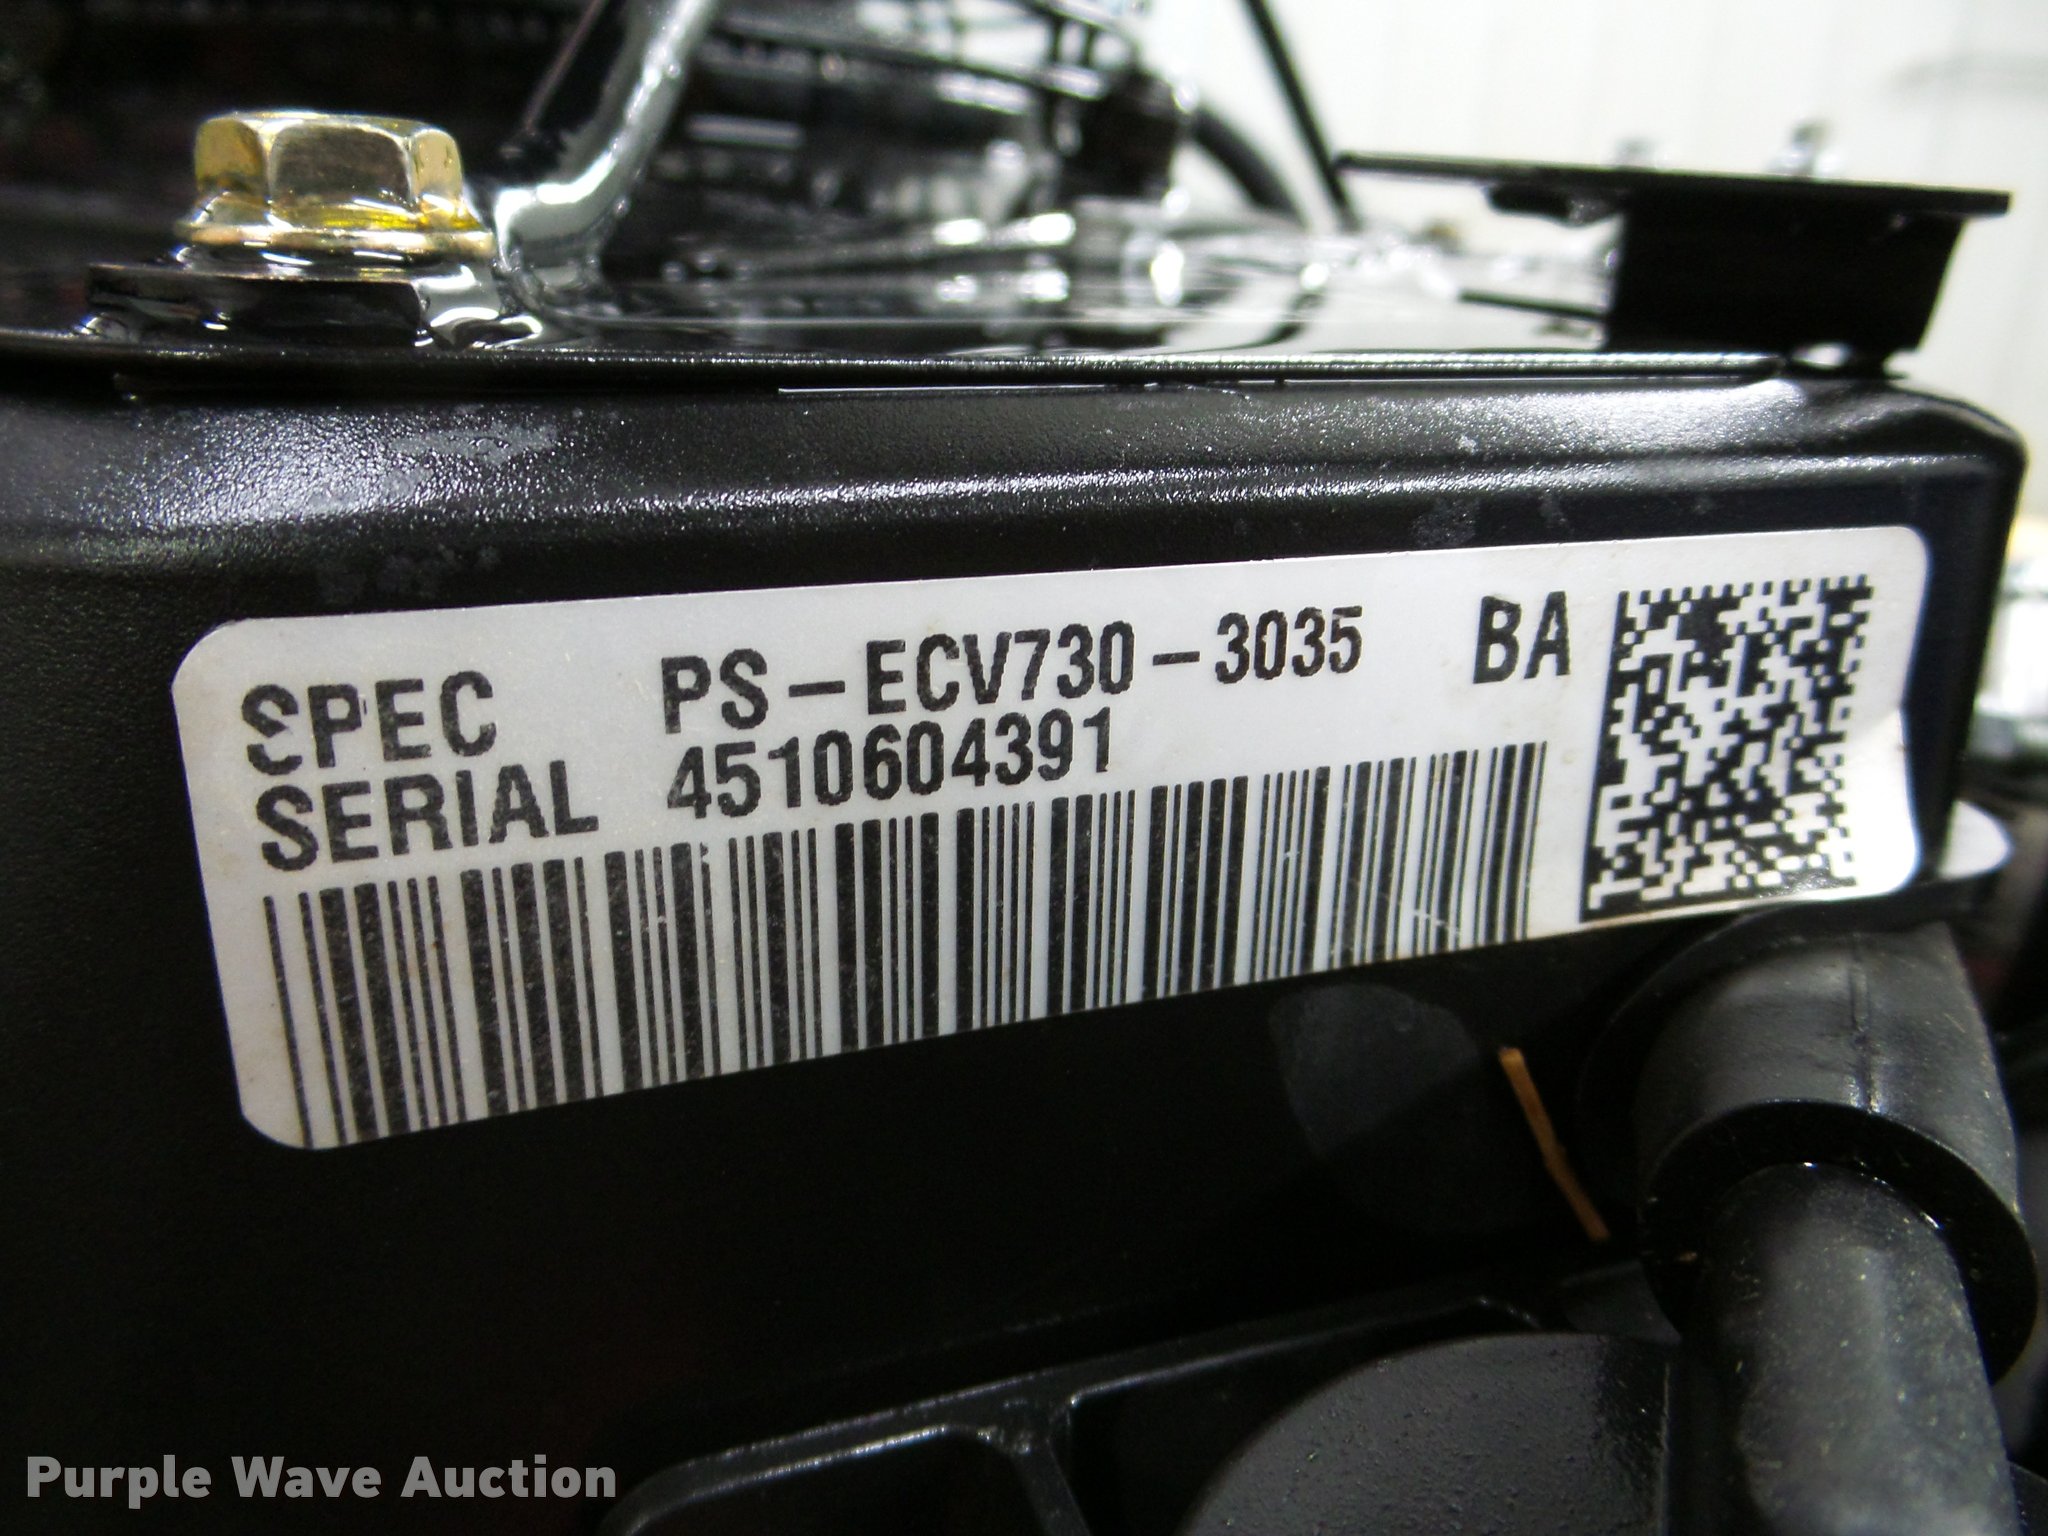 SPEC PS-ECV730-3035 BA
SERIAL 4510604391
Purple Wave Auction